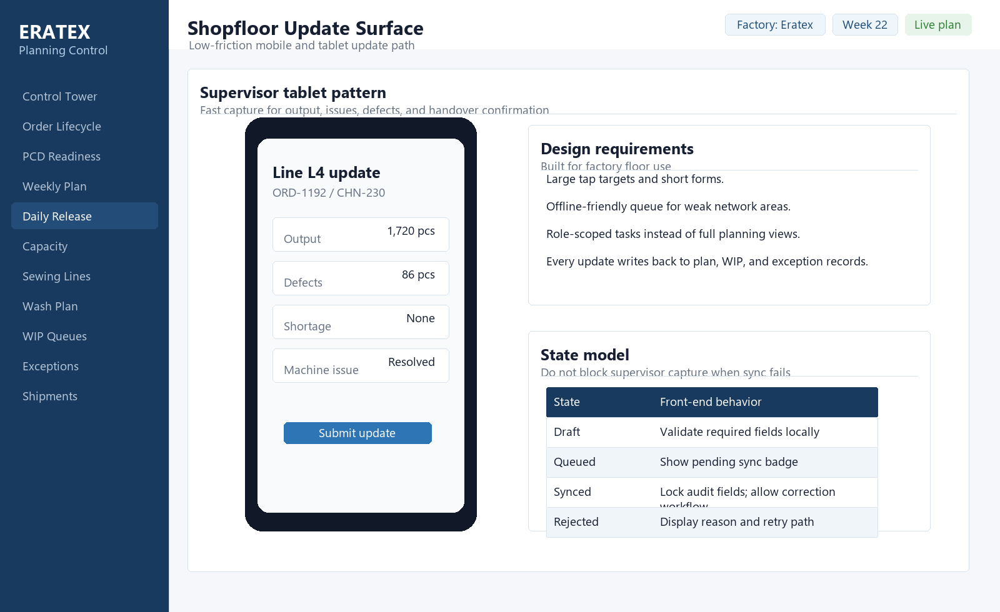 ERATEX
Planning Control
Control Tower
Order Lifecycle
PCD Readiness
Weekly Plan
Daily Release
Capacity
Sewing Lines
Wash Plan
WIP Queues
Exceptions
Shipments
Shopfloor Update Surface
Low-friction mobile and tablet update path
Factory: Eratex
Week 22
Live plan
Supervisor tablet pattern
Fast capture for output, issues, defects, and handover confirmation
Line L4 update
ORD-1192 / CHN-230
Output 1,720 pcs
Defects 86 pcs
Shortage None
Machine issue Resolved
Submit update
Design requirements
Built for factory floor use
Large tap targets and short forms.
Offline-friendly queue for weak network areas.
Role-scoped tasks instead of full planning views.
Every update writes back to plan, WIP, and exception records.
State model
Do not block supervisor capture when sync fails
State Front-end behavior
Draft Validate required fields locally
Queued Show pending sync badge
Synced Lock audit fields; allow correction
workflow
Rejected Display reason and retry path